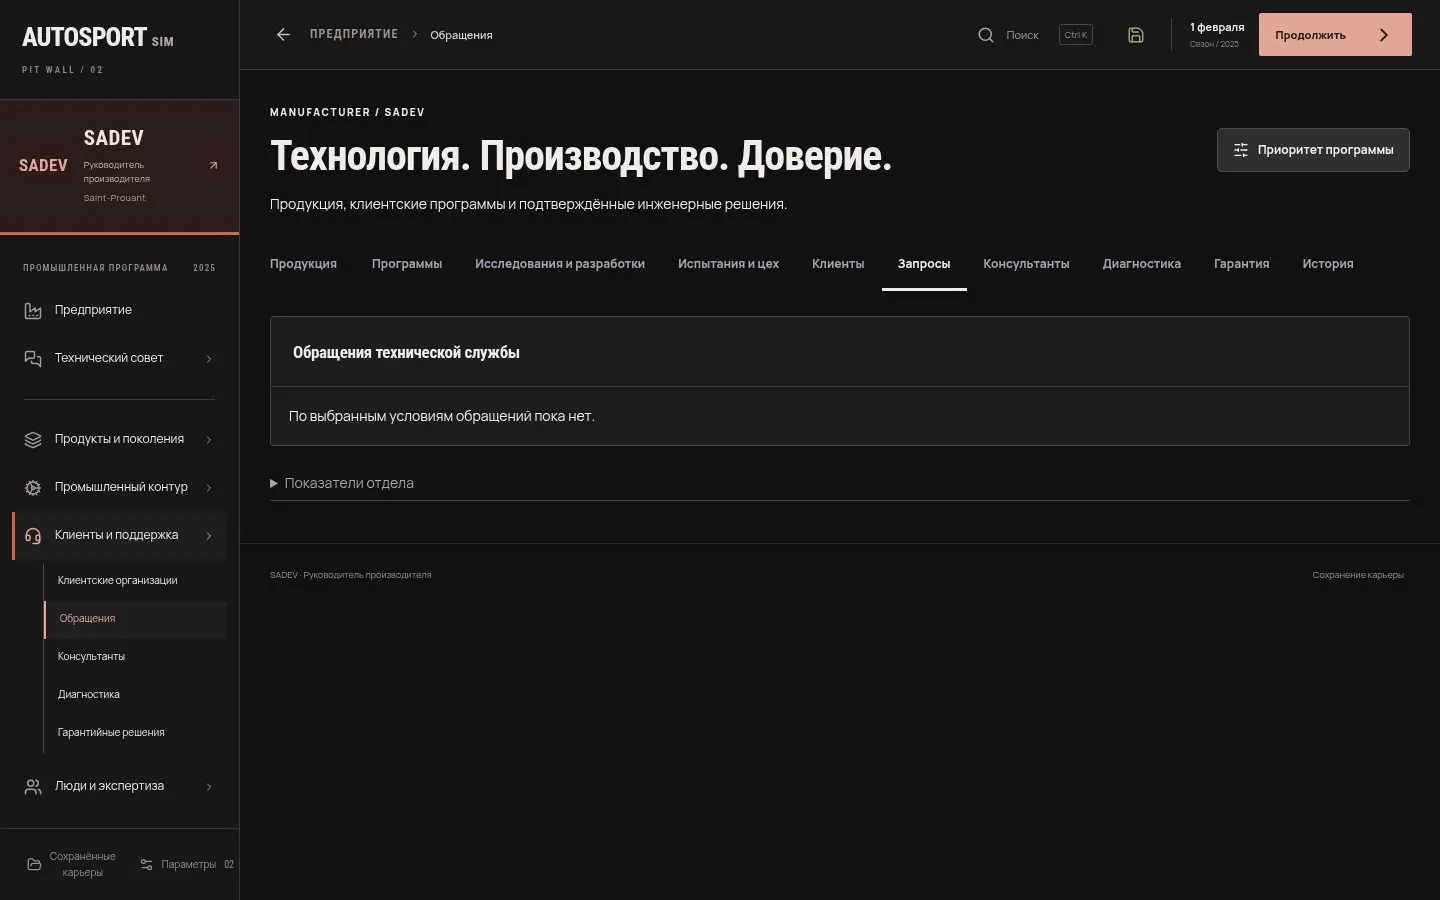 AUTOSPORT SIM
PIT WALL / 02
SADEV
SADEV
Руководитель
производителя
Saint-Prouant
ПРОМЫШЛЕННАЯ ПРОГРАММА 2025
Предприятие
Технический совет
Продукты и поколения
Промышленный контур
Клиенты и поддержка
Клиентские организации
Обращения
Консультанты
Диагностика
Гарантийные решения
Люди и экспертиза
Сохранённые
карьеры
Параметры 02
ПРЕДПРИЯТИЕ
Обращения
Поиск Ctrl K
1 февраля
Сезон / 2025
Продолжить
MANUFACTURER / SADEV
Технология. Производство. Доверие.
Приоритет программы
Продукция, клиентские программы и подтверждённые инженерные решения.
Продукция Программы Исследования и разработки Испытания и цех Клиенты Запросы Консультанты Диагностика Гарантия История
Обращения технической службы
По выбранным условиям обращений пока нет.
Показатели отдела
SADEV · Руководитель производителя
Сохранение карьеры